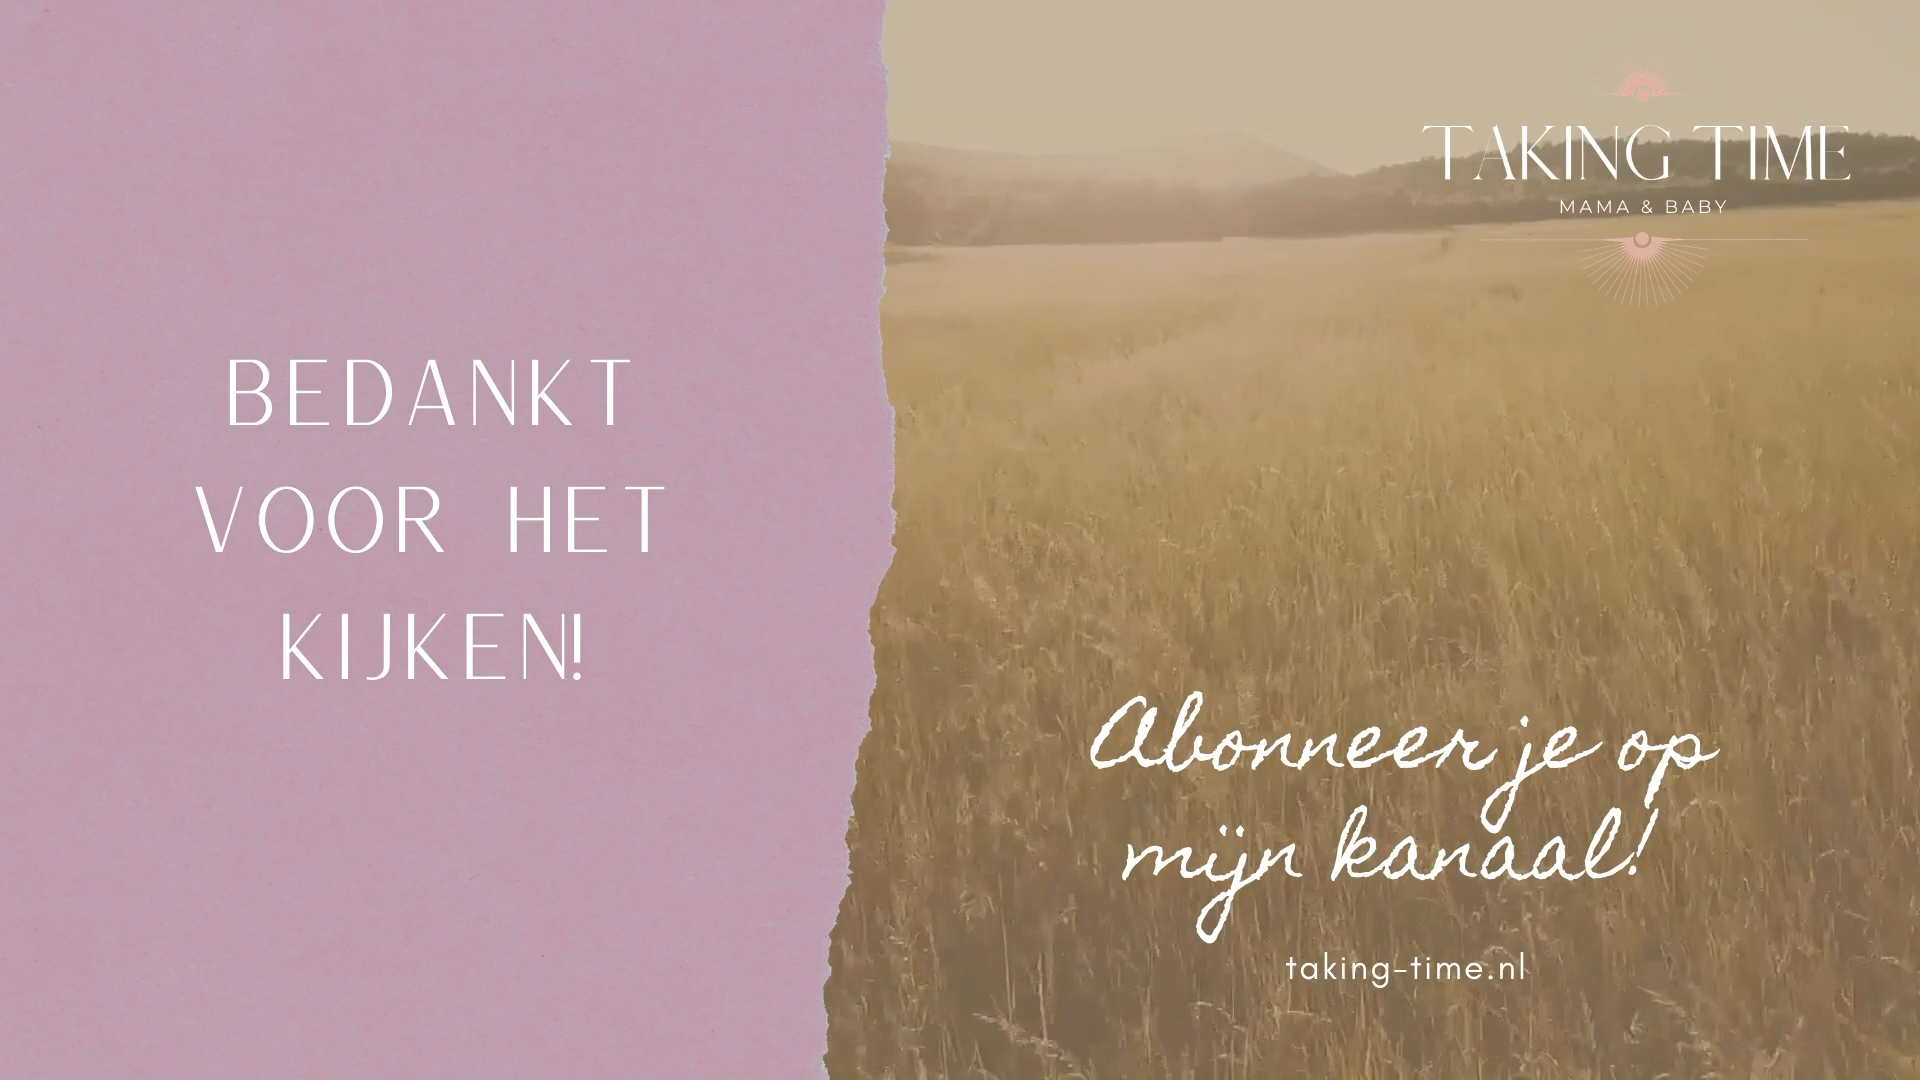 BEDANKT
VOOR HET
KIJKEN!
TAKING TIME
MAMA & BABY
Abonneer je op
mijn kanaal!
taking-time.nl